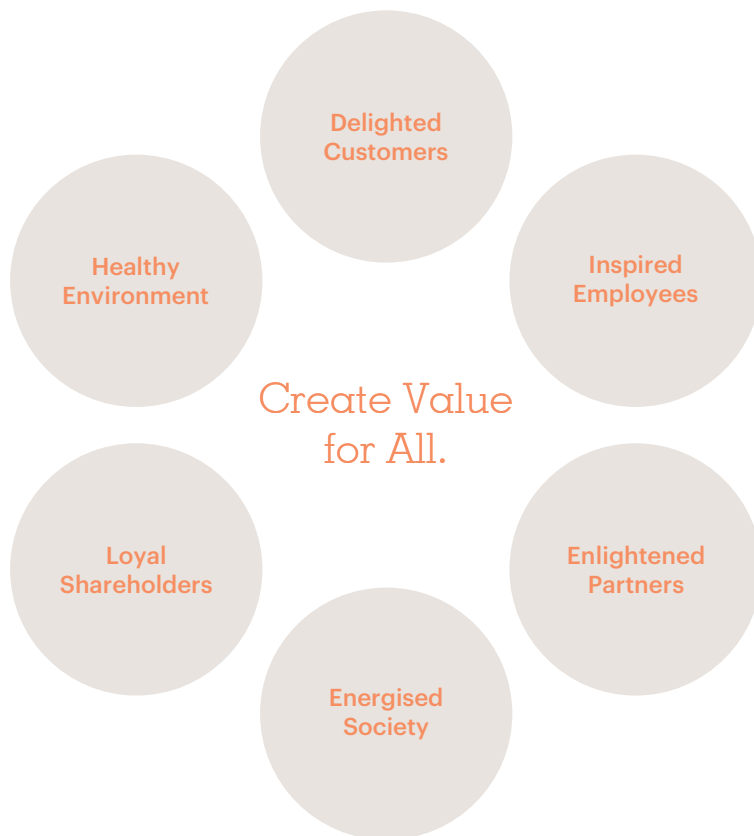 Delighted
Customers
Healthy
Environment
Inspired
Employees
Create Value
for All.
Loyal
Shareholders
Enlightened
Partners
Energised
Society